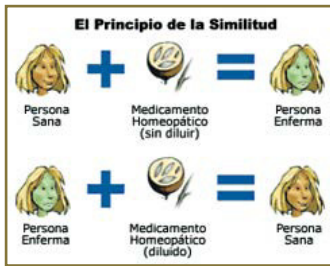 El Principio de la Similitud
Persona
Sana
Medicamento
Homeopático
(sin diluir)
Persona
Enferma
Persona
Enferma
Medicamento
Homeopático
(diluído)
Persona
Sana